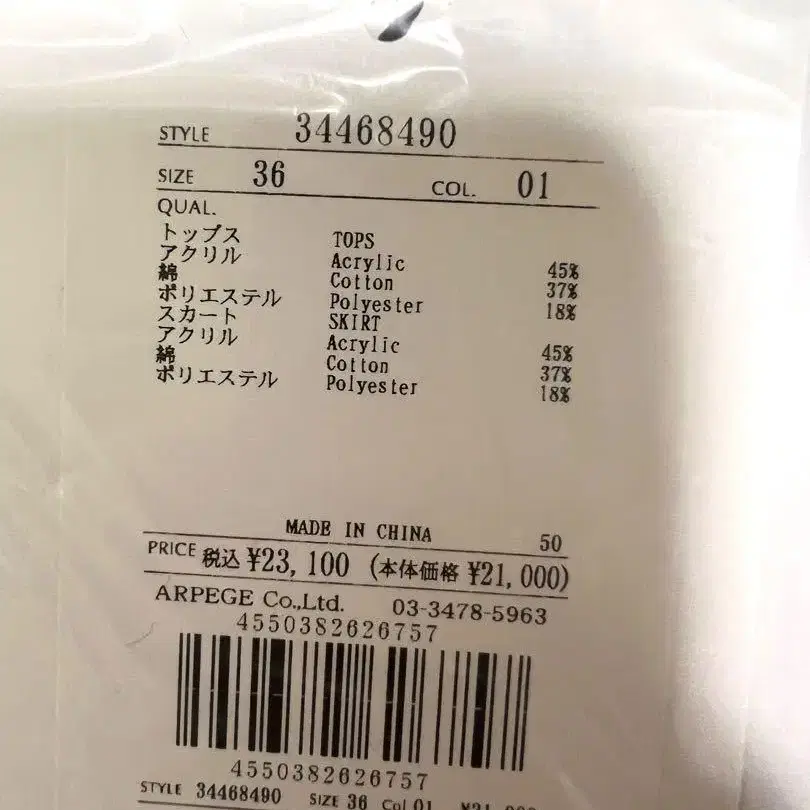 STYLE 34468490
SIZE 36 COL. 01
QUAL.
トップス TOPS
アクリル Acrylic 45%
綿 Cotton 37%
ポリエステル Polyester 18%
スカート SKIRT
アクリル Acrylic 45%
綿 Cotton 37%
ポリエステル Polyester 18%
MADE IN CHINA 50
PRICE 税込 ¥23,100 (本体価格 ¥21,000)
ARPEGE Co.,Ltd. 03-3478-5963
4550382626757
4550382626757
STYLE 34468490 SIZE 36 Col 01